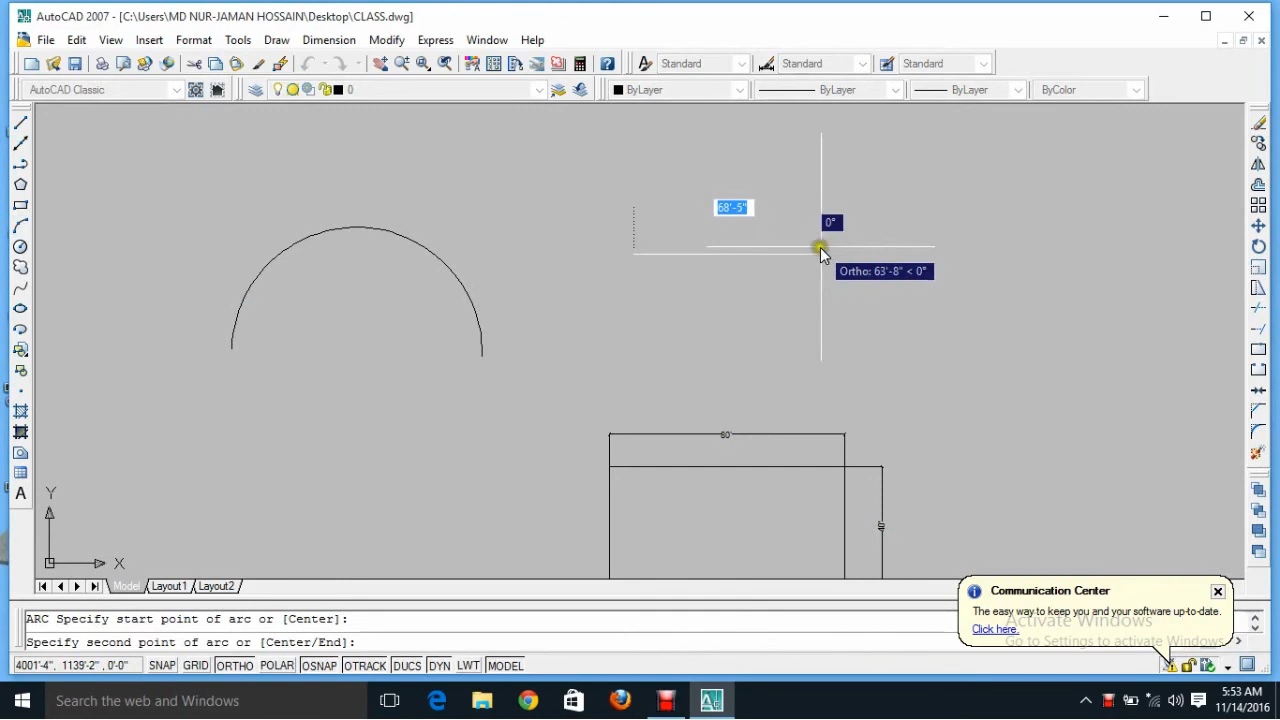 AutoCAD 2007 - [C:\Users\MD NUR-JAMAN HOSSAIN\Desktop\CLASS.dwg]
File Edit View Insert Format Tools Draw Dimension Modify Express Window Help
Standard Standard Standard
AutoCAD Classic 0 ByLayer ByLayer ByLayer ByColor
68'-5"
0°
Ortho: 63'-8" < 0°
60'
40'
Y
X
A
Model Layout1 Layout2
Communication Center
The easy way to keep you and your software up-to-date.
Click here.
Activate Windows
Go to Settings to activate Windows.
ARC Specify start point of arc or [Center]:
Specify second point of arc or [Center/End]:
4001'-4", 1139'-2", 0'-0" SNAP GRID ORTHO POLAR OSNAP OTRACK DUCS DYN LWT MODEL
Search the web and Windows
5:53 AM
11/14/2016